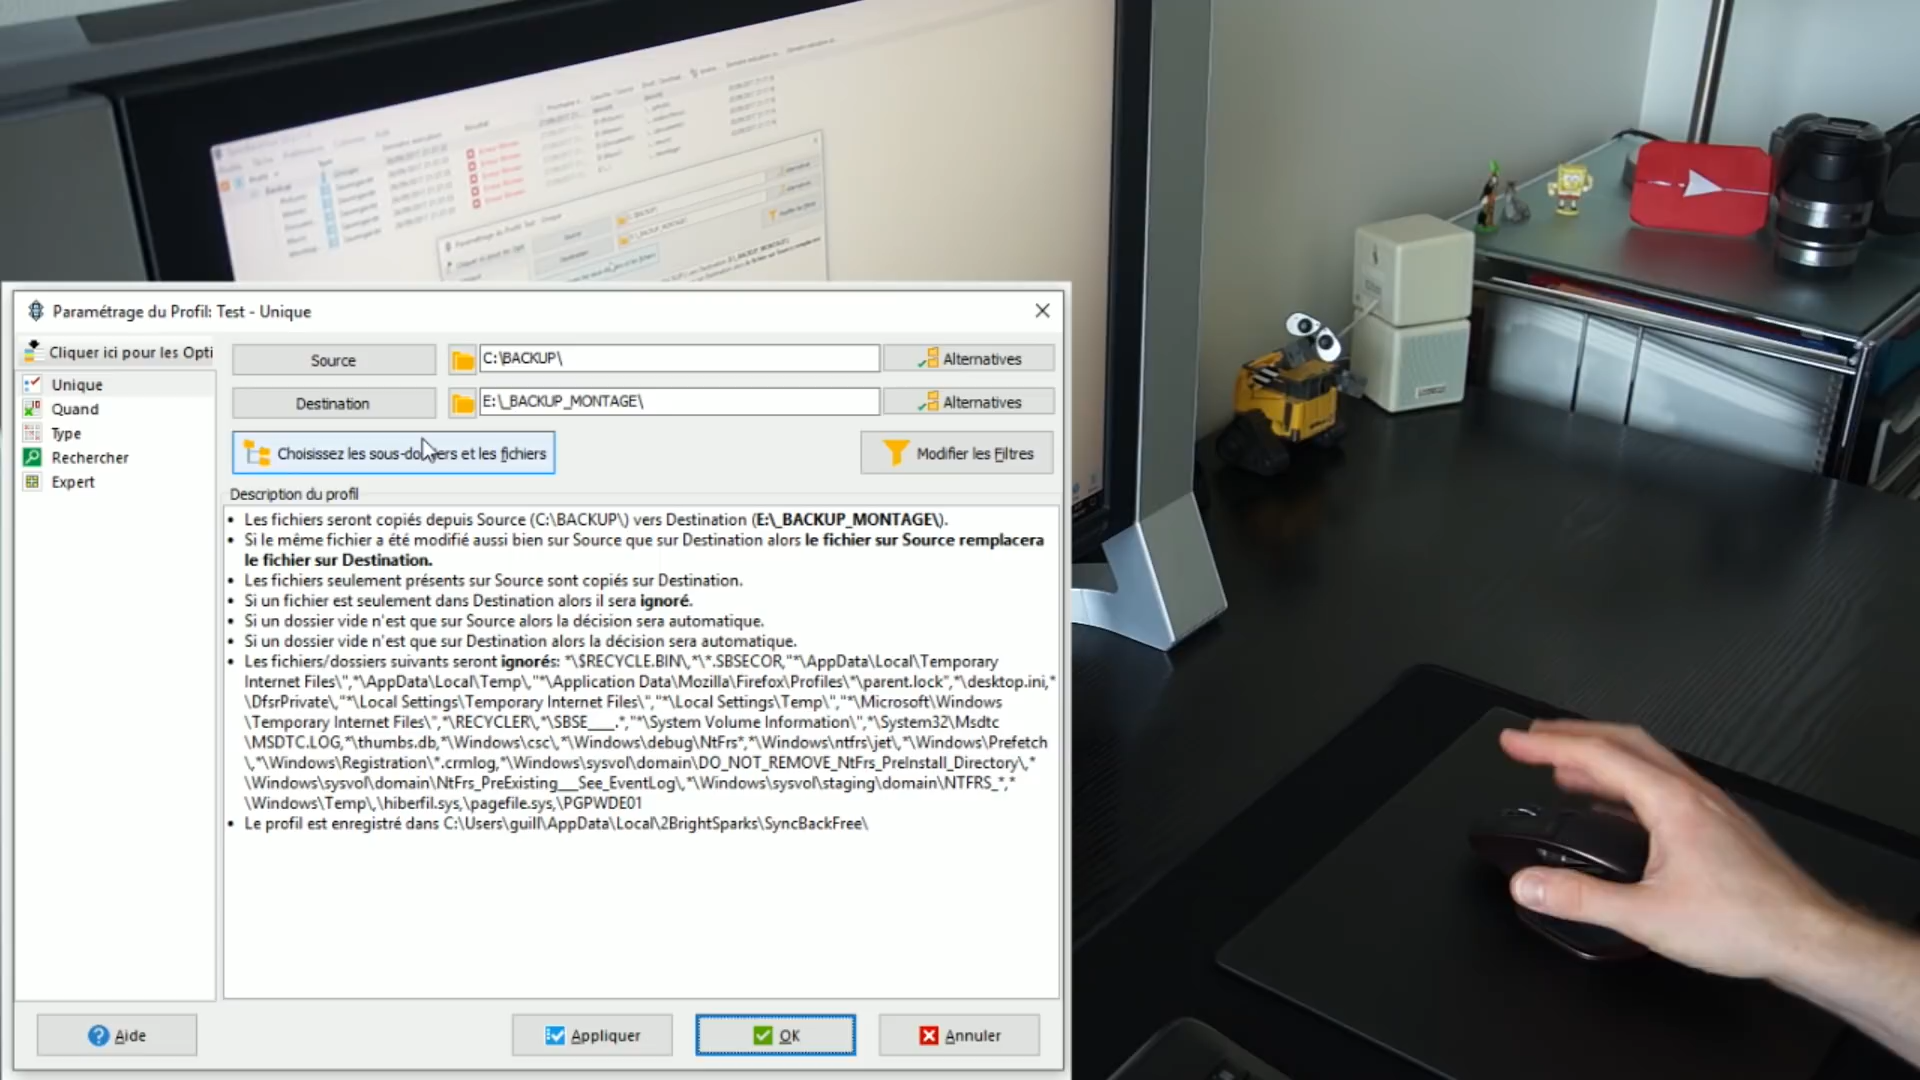 Paramétrage du Profil: Test - Unique
Cliquer ici pour les Opti
Unique
Quand
Type
Rechercher
Expert
Source
C:\BACKUP\
Alternatives
Destination
E:\_BACKUP_MONTAGE\
Alternatives
Choisissez les sous-dossiers et les fichiers
Modifier les Filtres
Description du profil
• Les fichiers seront copiés depuis Source (C:\BACKUP\) vers Destination (E:\_BACKUP_MONTAGE\).
• Si le même fichier a été modifié aussi bien sur Source que sur Destination alors le fichier sur Source remplacera
le fichier sur Destination.
• Les fichiers seulement présents sur Source sont copiés sur Destination.
• Si un fichier est seulement dans Destination alors il sera ignoré.
• Si un dossier vide n'est que sur Source alors la décision sera automatique.
• Si un dossier vide n'est que sur Destination alors la décision sera automatique.
• Les fichiers/dossiers suivants seront ignorés: *\$RECYCLE.BIN\,*\*.SBSECOR,"*\AppData\Local\Temporary
Internet Files\",*\AppData\Local\Temp\,"*\Application Data\Mozilla\Firefox\Profiles\*\parent.lock",*\desktop.ini,*
\DfsrPrivate\,"*\Local Settings\Temporary Internet Files\","*\Local Settings\Temp\","*\Microsoft\Windows
\Temporary Internet Files\",*\RECYCLER\,*\SBSE___.*,"*\System Volume Information\",*\System32\Msdtc
\MSDTC.LOG,*\thumbs.db,*\Windows\csc\,*\Windows\debug\NtFrs*,*\Windows\ntfrs\jet\,*\Windows\Prefetch
\,*\Windows\Registration\*.crmlog,*\Windows\sysvol\domain\DO_NOT_REMOVE_NtFrs_PreInstall_Directory\,*
\Windows\sysvol\domain\NtFrs_PreExisting___See_EventLog\,*\Windows\sysvol\staging\domain\NTFRS_*,*
\Windows\Temp\,\hiberfil.sys,\pagefile.sys,\PGPWDE01
• Le profil est enregistré dans C:\Users\guill\AppData\Local\2BrightSparks\SyncBackFree\
Aide
Appliquer
OK
Annuler